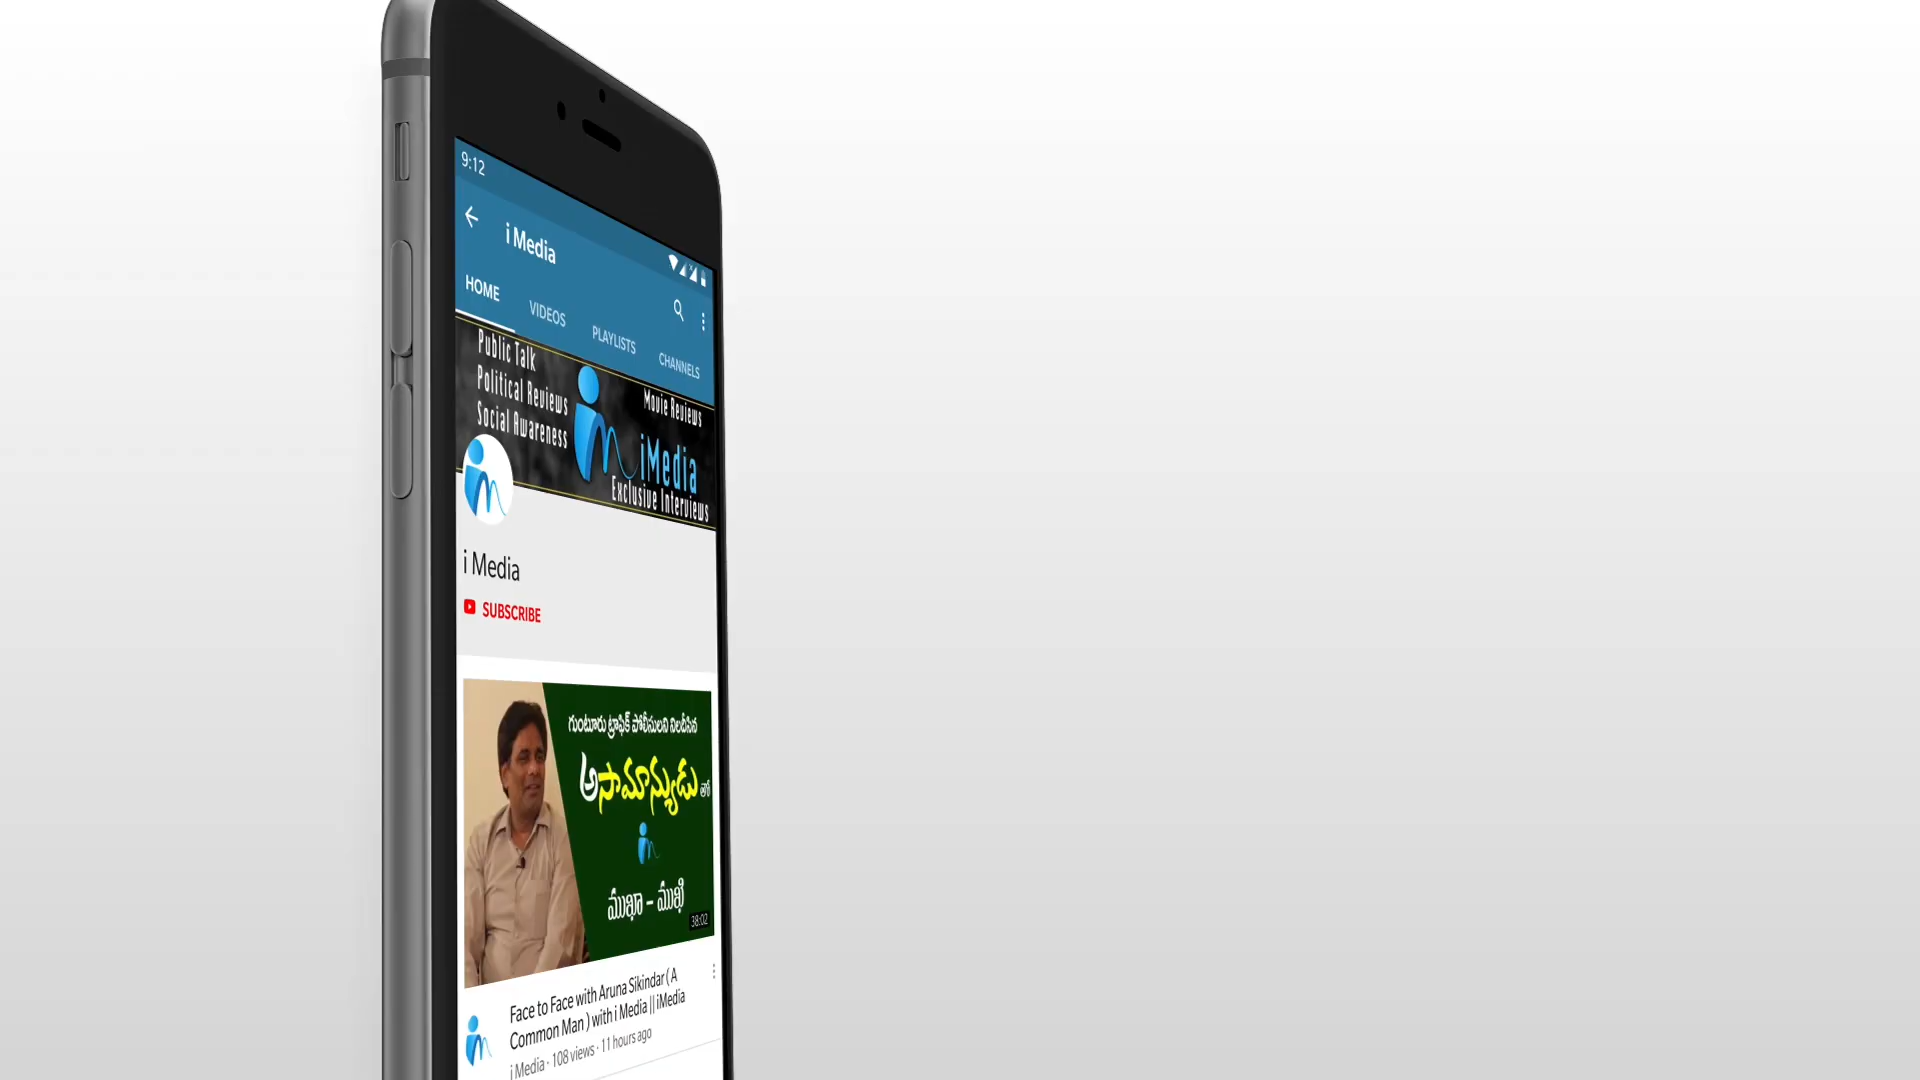 9:12
i Media
HOME
VIDEOS
PLAYLISTS
CHANNELS
Public Talk
Political Reviews
Social Awareness
Movie Reviews
iMedia
Exclusive Interviews
i Media
SUBSCRIBE
గుంటూరు ట్రాఫిక్ పోలీసులని నిలదీసిన
అసామాన్యుడు తో
ముఖా – ముఖి
38:02
Face to Face with Aruna Sikindar ( A
Common Man ) with i Media || iMedia
i Media · 108 views · 11 hours ago